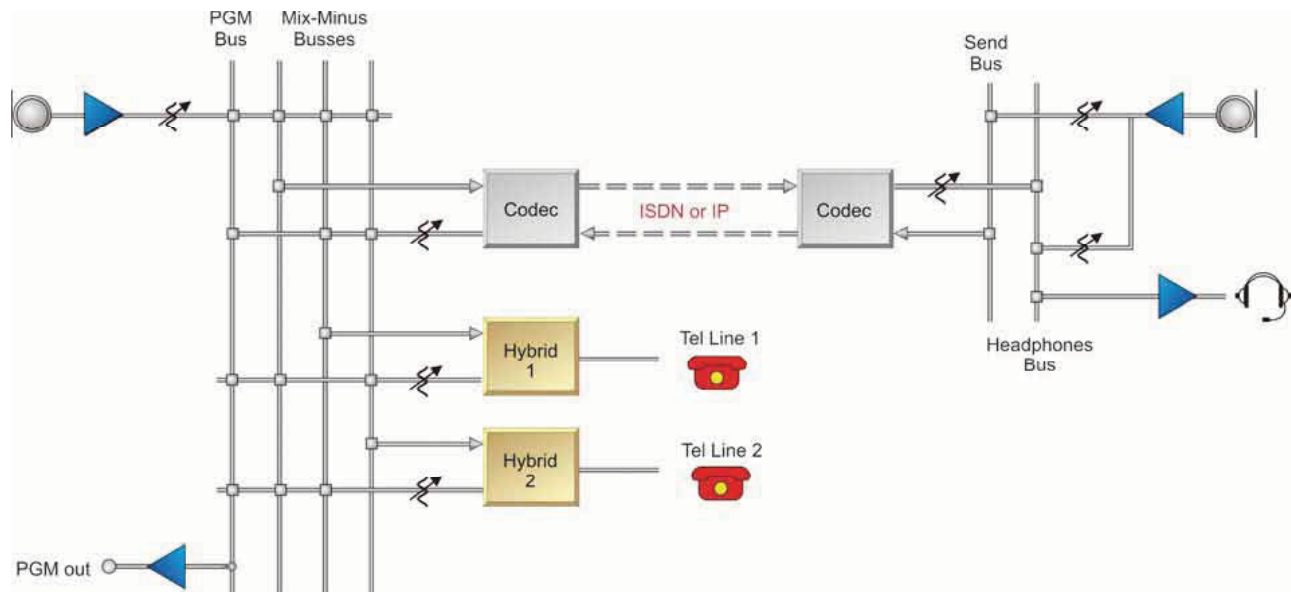 PGM
Bus
Mix-Minus
Busses
Send
Bus
Codec
ISDN or IP
Codec
Hybrid
1
Tel Line 1
Headphones
Bus
Hybrid
2
Tel Line 2
PGM out